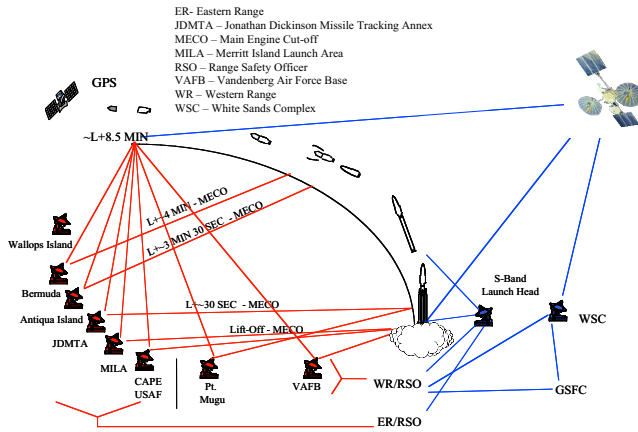 ER- Eastern Range
JDMTA – Jonathan Dickinson Missile Tracking Annex
MECO – Main Engine Cut-off
MILA – Merritt Island Launch Area
RSO – Range Safety Officer
VAFB – Vandenberg Air Force Base
WR – Western Range
WSC – White Sands Complex
GPS
~L+8.5 MIN
L+~4 MIN - MECO
L+~3 MIN 30 SEC - MECO
Wallops Island
Bermuda
Antiqua Island
L+~30 SEC - MECO
S-Band
Launch Head
WSC
Lift-Off - MECO
JDMTA
MILA
CAPE
USAF
Pt.
Mugu
VAFB
WR/RSO
GSFC
ER/RSO